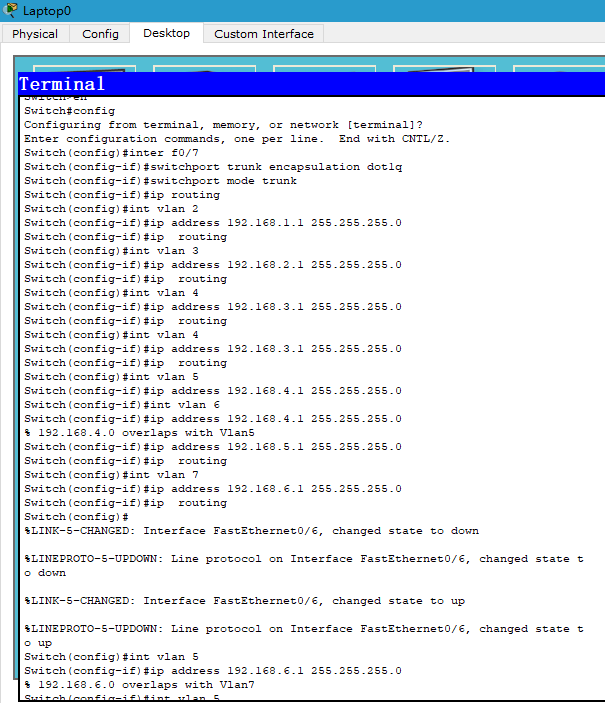 Laptop0
Physical Config Desktop Custom Interface
Terminal
Switch>en
Switch#config
Configuring from terminal, memory, or network [terminal]?
Enter configuration commands, one per line.  End with CNTL/Z.
Switch(config)#inter f0/7
Switch(config-if)#switchport trunk encapsulation dot1q
Switch(config-if)#switchport mode trunk
Switch(config-if)#ip routing
Switch(config)#int vlan 2
Switch(config-if)#ip address 192.168.1.1 255.255.255.0
Switch(config-if)#ip  routing
Switch(config)#int vlan 3
Switch(config-if)#ip address 192.168.2.1 255.255.255.0
Switch(config-if)#ip  routing
Switch(config)#int vlan 4
Switch(config-if)#ip address 192.168.3.1 255.255.255.0
Switch(config-if)#ip  routing
Switch(config)#int vlan 4
Switch(config-if)#ip address 192.168.3.1 255.255.255.0
Switch(config-if)#ip  routing
Switch(config)#int vlan 5
Switch(config-if)#ip address 192.168.4.1 255.255.255.0
Switch(config-if)#int vlan 6
Switch(config-if)#ip address 192.168.4.1 255.255.255.0
% 192.168.4.0 overlaps with Vlan5
Switch(config-if)#ip address 192.168.5.1 255.255.255.0
Switch(config-if)#ip  routing
Switch(config)#int vlan 7
Switch(config-if)#ip address 192.168.6.1 255.255.255.0
Switch(config-if)#ip  routing
Switch(config)#
%LINK-5-CHANGED: Interface FastEthernet0/6, changed state to down
%LINEPROTO-5-UPDOWN: Line protocol on Interface FastEthernet0/6, changed state t
o down
%LINK-5-CHANGED: Interface FastEthernet0/6, changed state to up
%LINEPROTO-5-UPDOWN: Line protocol on Interface FastEthernet0/6, changed state t
o up
Switch(config)#int vlan 5
Switch(config-if)#ip address 192.168.6.1 255.255.255.0
% 192.168.6.0 overlaps with Vlan7
Switch(config-if)#int vlan 5